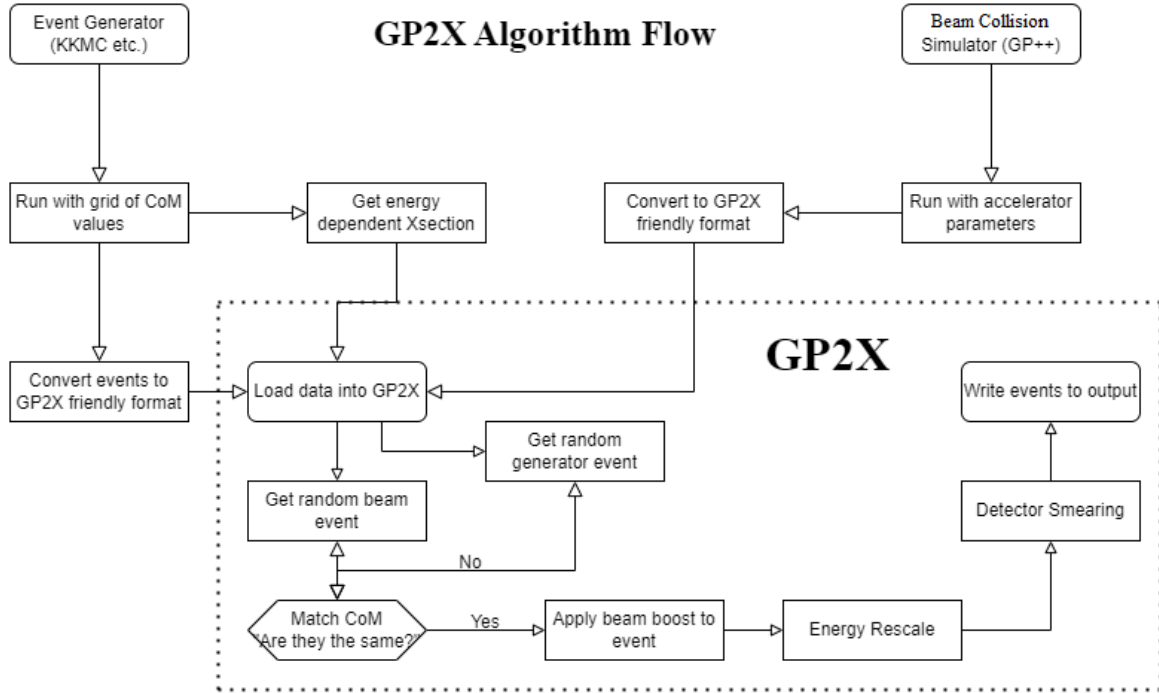 Event Generator
(KKMC etc.)
GP2X Algorithm Flow
Beam Collision
Simulator (GP++)
Run with grid of CoM
values
Get energy
dependent Xsection
Convert to GP2X
friendly format
Run with accelerator
parameters
GP2X
Convert events to
GP2X friendly format
Load data into GP2X
Write events to output
Get random
generator event
Get random beam
event
Detector Smearing
No
Match CoM
"Are they the same?"
Yes
Apply beam boost to
event
Energy Rescale